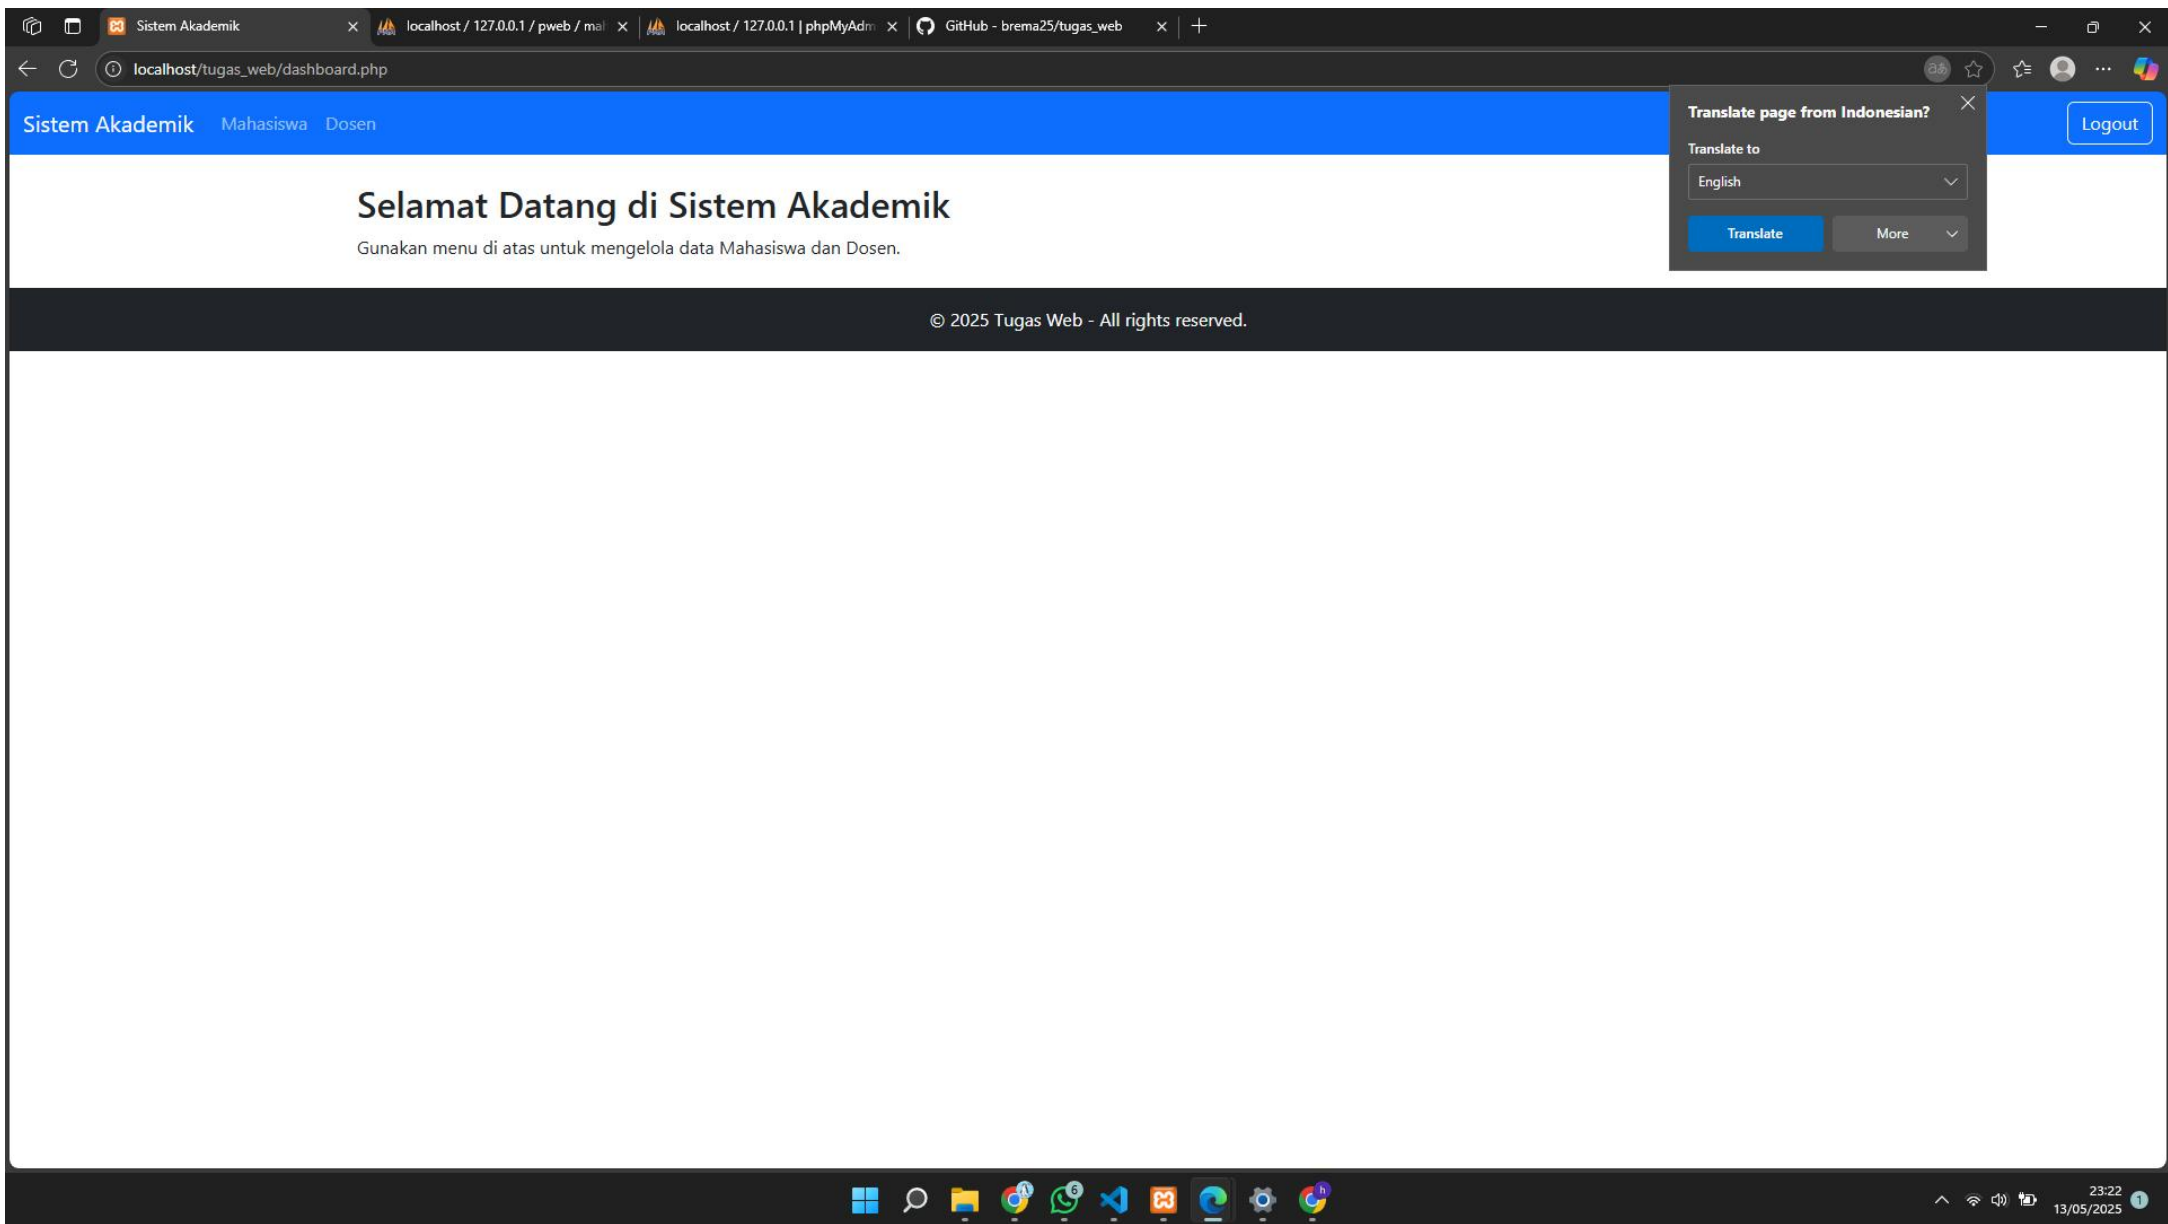 Sistem Akademik
localhost / 127.0.0.1 / pweb / mah
localhost / 127.0.0.1 | phpMyAdm
GitHub - brema25/tugas_web
localhost/tugas_web/dashboard.php
Sistem Akademik Mahasiswa Dosen
Logout
Translate page from Indonesian?
Translate to
English
Translate More
Selamat Datang di Sistem Akademik
Gunakan menu di atas untuk mengelola data Mahasiswa dan Dosen.
© 2025 Tugas Web - All rights reserved.
6
h
23:22
13/05/2025
1